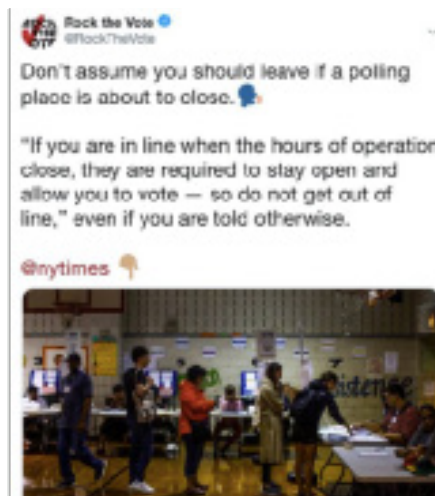 Rock the Vote
@RockTheVote
Don't assume you should leave if a polling
place is about to close.
"If you are in line when the hours of operation
close, they are required to stay open and
allow you to vote — so do not get out of
line," even if you are told otherwise.
@nytimes
istence